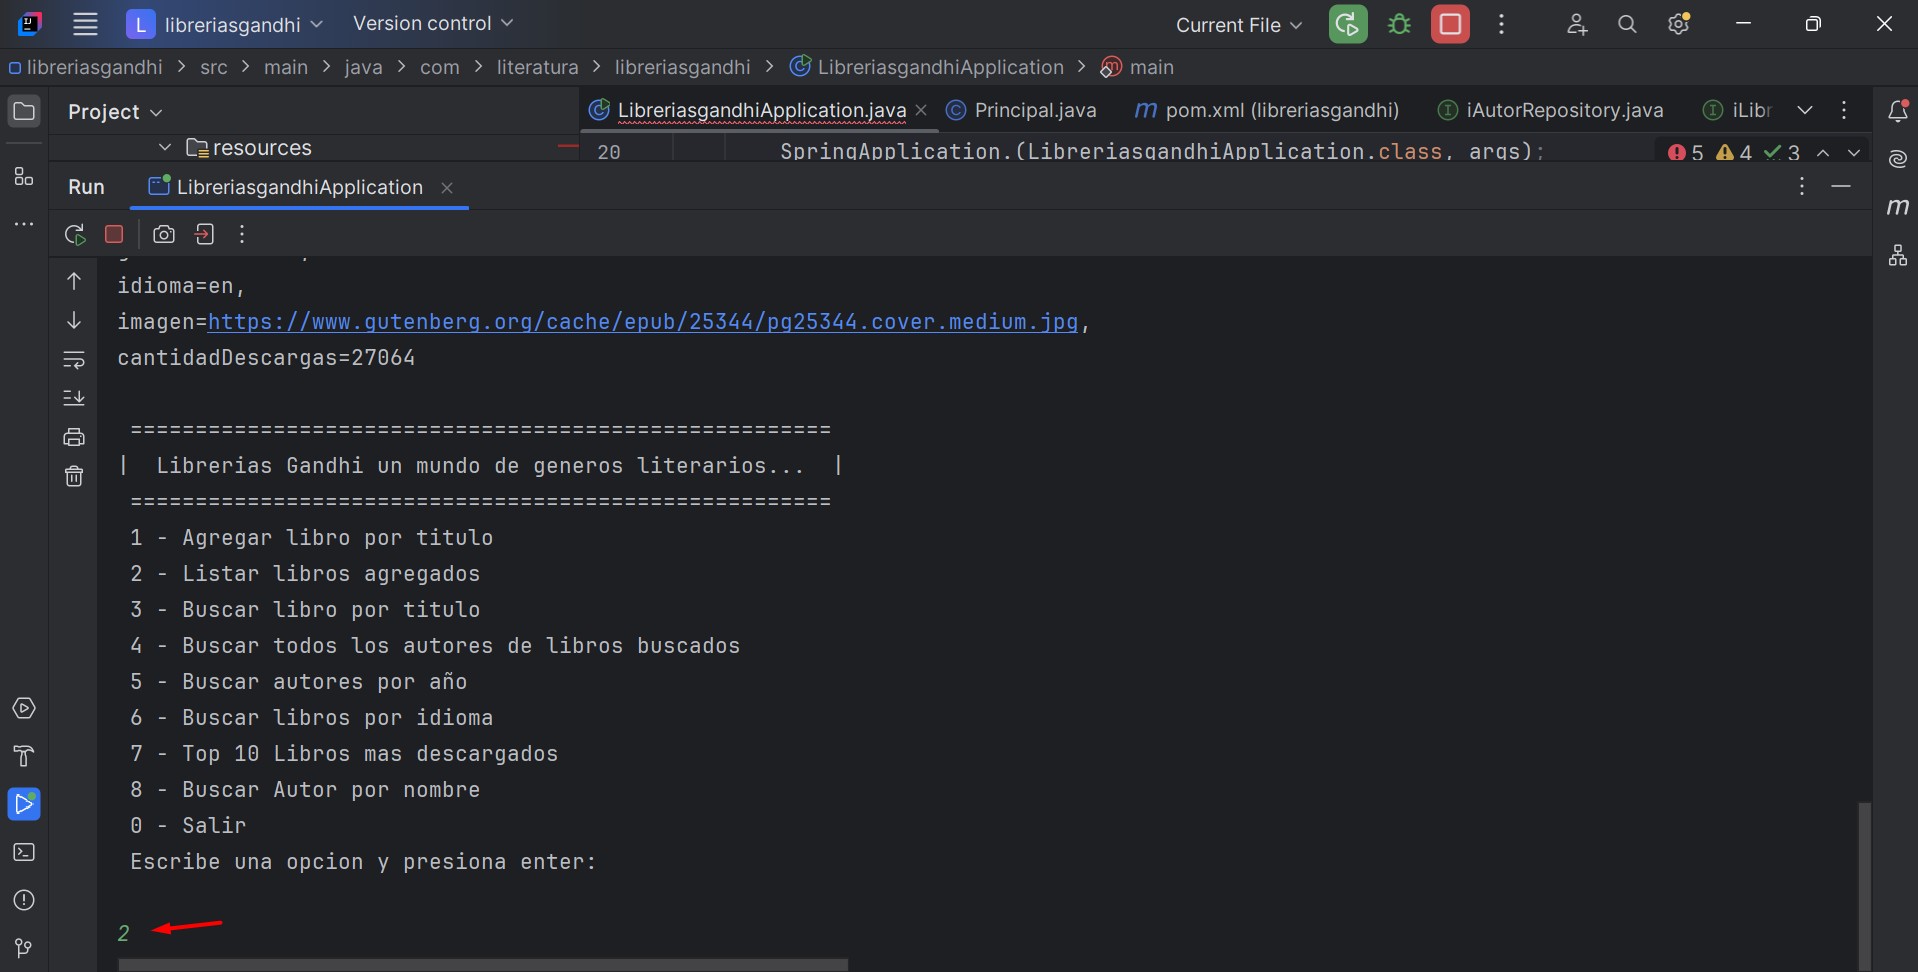 L libreriasgandhi Version control Current File
libreriasgandhi > src > main > java > com > literatura > libreriasgandhi > LibreriasgandhiApplication > main
Project LibreriasgandhiApplication.java Principal.java pom.xml (libreriasgandhi) iAutorRepository.java iLibr
resources 20 SpringApplication.(LibreriasgandhiApplication.class, args); 5 4 3
Run LibreriasgandhiApplication
idioma=en,
imagen=https://www.gutenberg.org/cache/epub/25344/pg25344.cover.medium.jpg,
cantidadDescargas=27064
======================================================
| Librerias Gandhi un mundo de generos literarios... |
======================================================
1 - Agregar libro por titulo
2 - Listar libros agregados
3 - Buscar libro por titulo
4 - Buscar todos los autores de libros buscados
5 - Buscar autores por año
6 - Buscar libros por idioma
7 - Top 10 Libros mas descargados
8 - Buscar Autor por nombre
0 - Salir
Escribe una opcion y presiona enter:
2